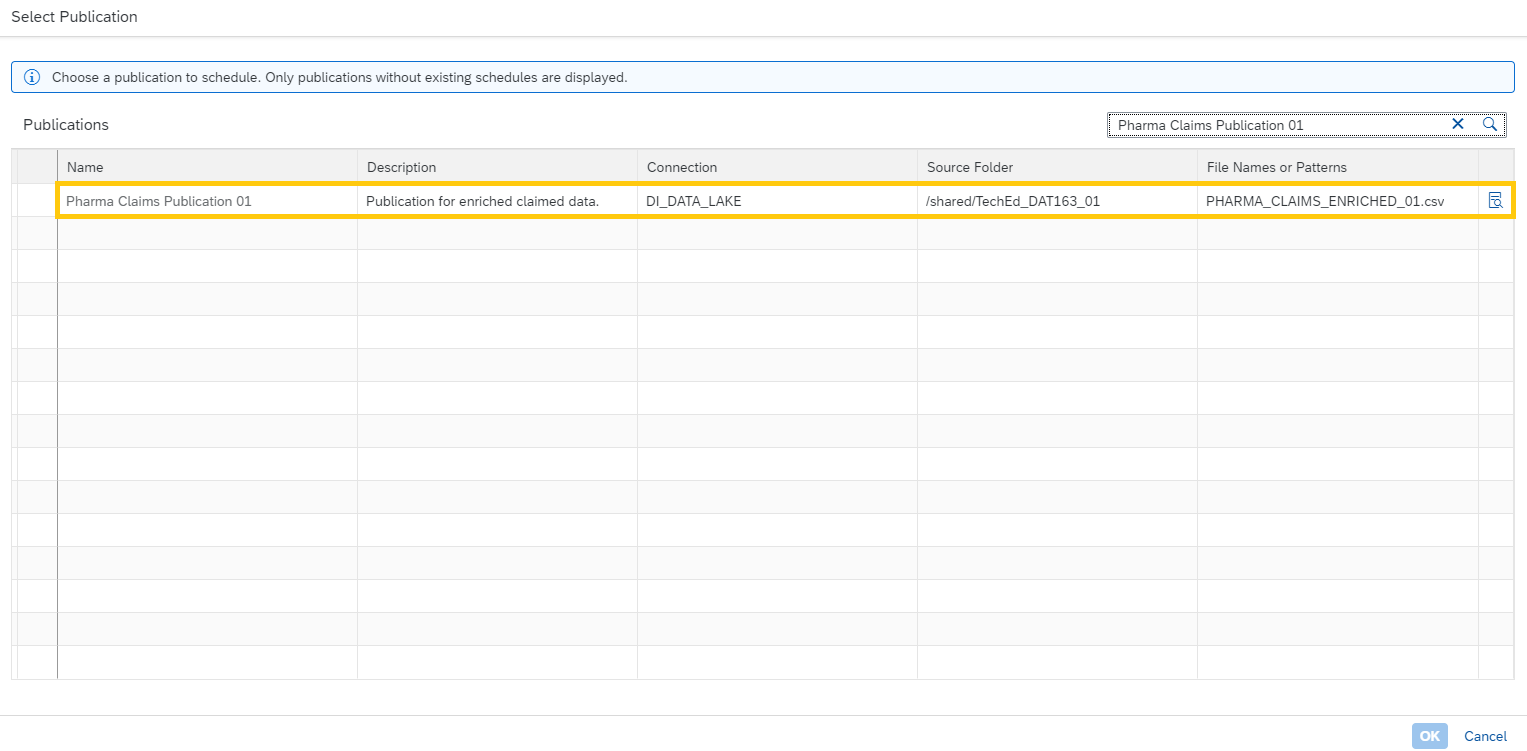 Select Publication
Choose a publication to schedule. Only publications without existing schedules are displayed.
Publications
Pharma Claims Publication 01
Name Description Connection Source Folder File Names or Patterns
Pharma Claims Publication 01 Publication for enriched claimed data. DI_DATA_LAKE /shared/TechEd_DAT163_01 PHARMA_CLAIMS_ENRICHED_01.csv
OK Cancel